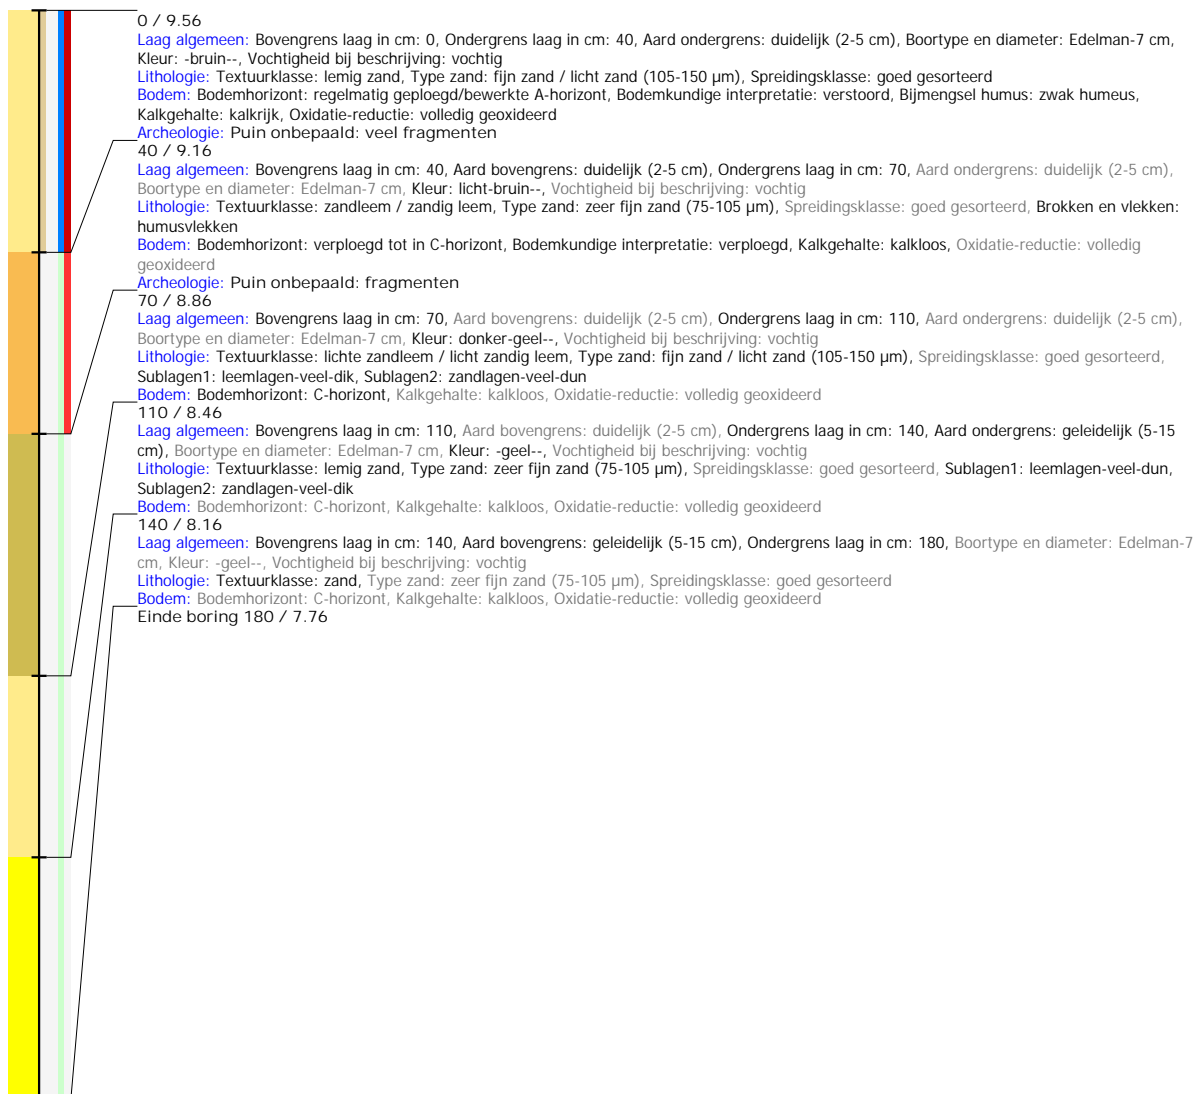 0 / 9.56
Laag algemeen: Bovengrens laag in cm: 0, Ondergrens laag in cm: 40, Aard ondergrens: duidelijk (2-5 cm), Boortype en diameter: Edelman-7 cm,
Kleur: -bruin--, Vochtigheid bij beschrijving: vochtig
Lithologie: Textuurklasse: lemig zand, Type zand: fijn zand / licht zand (105-150 µm), Spreidingsklasse: goed gesorteerd
Bodem: Bodemhorizont: regelmatig geploegd/bewerkte A-horizont, Bodemkundige interpretatie: verstoord, Bijmengsel humus: zwak humeus,
Kalkgehalte: kalkrijk, Oxidatie-reductie: volledig geoxideerd
Archeologie: Puin onbepaald: veel fragmenten
40 / 9.16
Laag algemeen: Bovengrens laag in cm: 40, Aard bovengrens: duidelijk (2-5 cm), Ondergrens laag in cm: 70, Aard ondergrens: duidelijk (2-5 cm),
Boortype en diameter: Edelman-7 cm, Kleur: licht-bruin--, Vochtigheid bij beschrijving: vochtig
Lithologie: Textuurklasse: zandleem / zandig leem, Type zand: zeer fijn zand (75-105 µm), Spreidingsklasse: goed gesorteerd, Brokken en vlekken:
humusvlekken
Bodem: Bodemhorizont: verploegd tot in C-horizont, Bodemkundige interpretatie: verploegd, Kalkgehalte: kalkloos, Oxidatie-reductie: volledig
geoxideerd
Archeologie: Puin onbepaald: fragmenten
70 / 8.86
Laag algemeen: Bovengrens laag in cm: 70, Aard bovengrens: duidelijk (2-5 cm), Ondergrens laag in cm: 110, Aard ondergrens: duidelijk (2-5 cm),
Boortype en diameter: Edelman-7 cm, Kleur: donker-geel--, Vochtigheid bij beschrijving: vochtig
Lithologie: Textuurklasse: lichte zandleem / licht zandig leem, Type zand: fijn zand / licht zand (105-150 µm), Spreidingsklasse: goed gesorteerd,
Sublagen1: leemlagen-veel-dik, Sublagen2: zandlagen-veel-dun
Bodem: Bodemhorizont: C-horizont, Kalkgehalte: kalkloos, Oxidatie-reductie: volledig geoxideerd
110 / 8.46
Laag algemeen: Bovengrens laag in cm: 110, Aard bovengrens: duidelijk (2-5 cm), Ondergrens laag in cm: 140, Aard ondergrens: geleidelijk (5-15
cm), Boortype en diameter: Edelman-7 cm, Kleur: -geel--, Vochtigheid bij beschrijving: vochtig
Lithologie: Textuurklasse: lemig zand, Type zand: zeer fijn zand (75-105 µm), Spreidingsklasse: goed gesorteerd, Sublagen1: leemlagen-veel-dun,
Sublagen2: zandlagen-veel-dik
Bodem: Bodemhorizont: C-horizont, Kalkgehalte: kalkloos, Oxidatie-reductie: volledig geoxideerd
140 / 8.16
Laag algemeen: Bovengrens laag in cm: 140, Aard bovengrens: geleidelijk (5-15 cm), Ondergrens laag in cm: 180, Boortype en diameter: Edelman-7
cm, Kleur: -geel--, Vochtigheid bij beschrijving: vochtig
Lithologie: Textuurklasse: zand, Type zand: zeer fijn zand (75-105 µm), Spreidingsklasse: goed gesorteerd
Bodem: Bodemhorizont: C-horizont, Kalkgehalte: kalkloos, Oxidatie-reductie: volledig geoxideerd
Einde boring 180 / 7.76